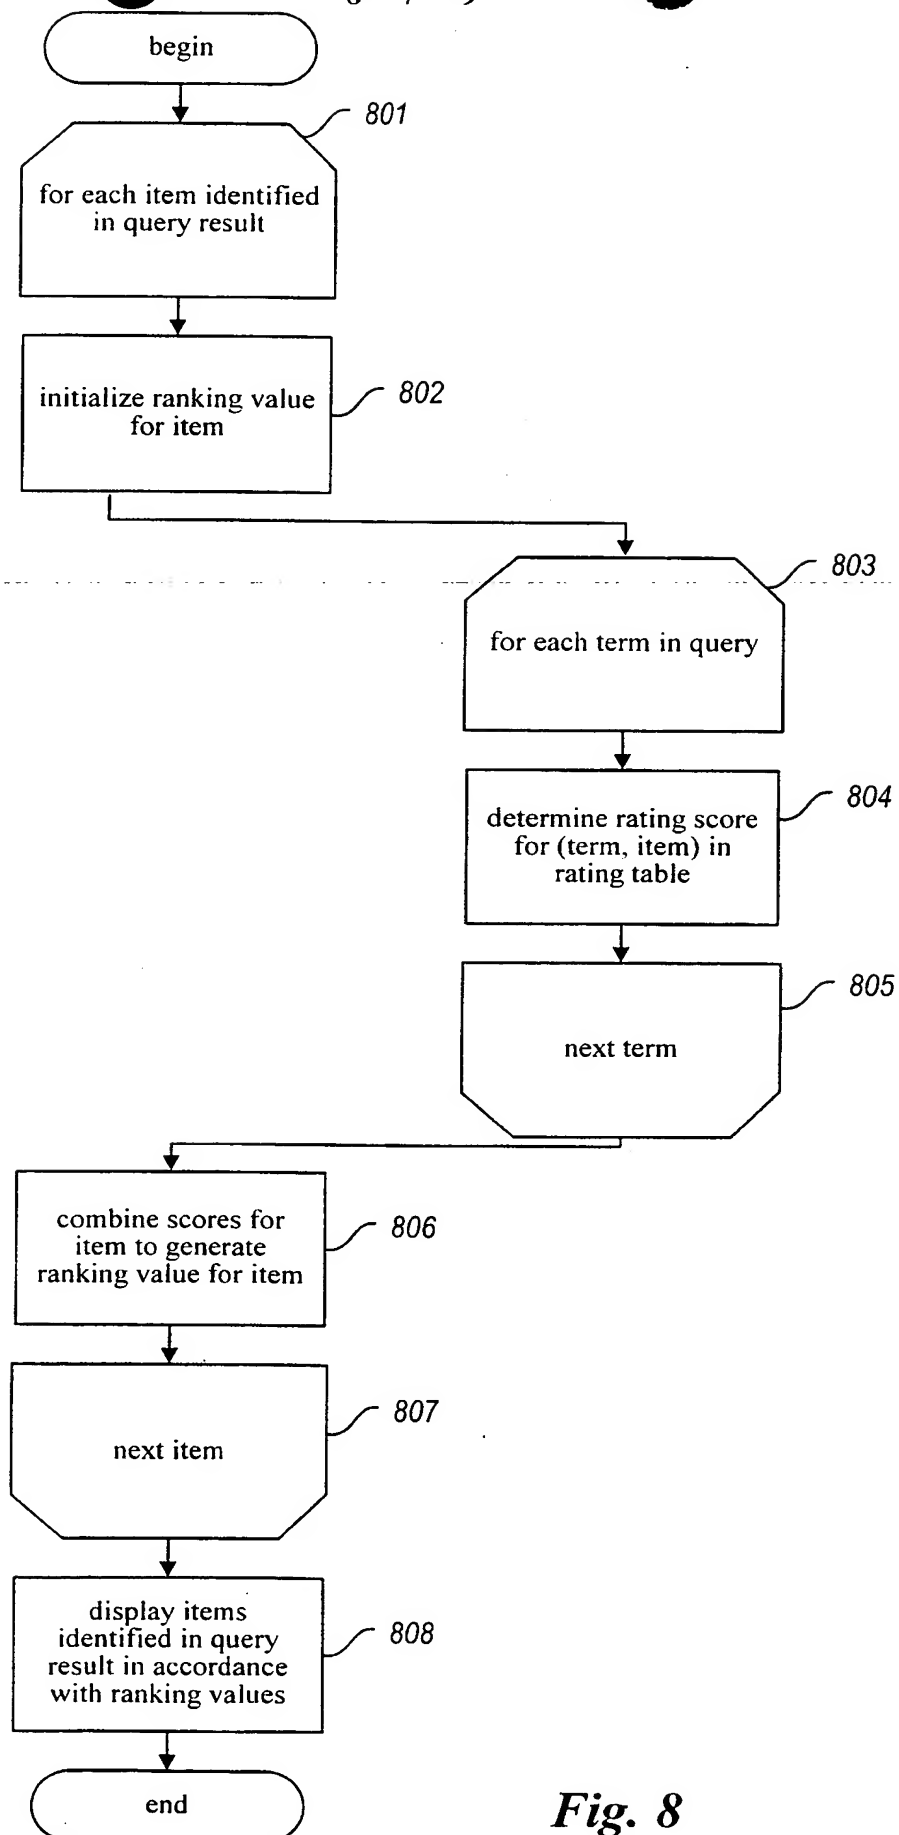 begin
801
for each item identified
in query result
initialize ranking value
for item
802
803
for each term in query
determine rating score
for (term, item) in
rating table
804
805
next term
combine scores for
item to generate
ranking value for item
806
807
next item
display items
identified in query
result in accordance
with ranking values
808
end
Fig. 8